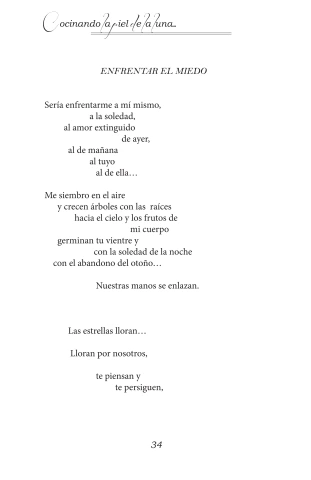 Cocinando la piel de la luna...
ENFRENTAR EL MIEDO
Sería enfrentarme a mí mismo,
a la soledad,
al amor extinguido
de ayer,
al de mañana
al tuyo
al de ella…
Me siembro en el aire
y crecen árboles con las raíces
hacia el cielo y los frutos de
mi cuerpo
germinan tu vientre y
con la soledad de la noche
con el abandono del otoño…
Nuestras manos se enlazan.
Las estrellas lloran…
Lloran por nosotros,
te piensan y
te persiguen,
34